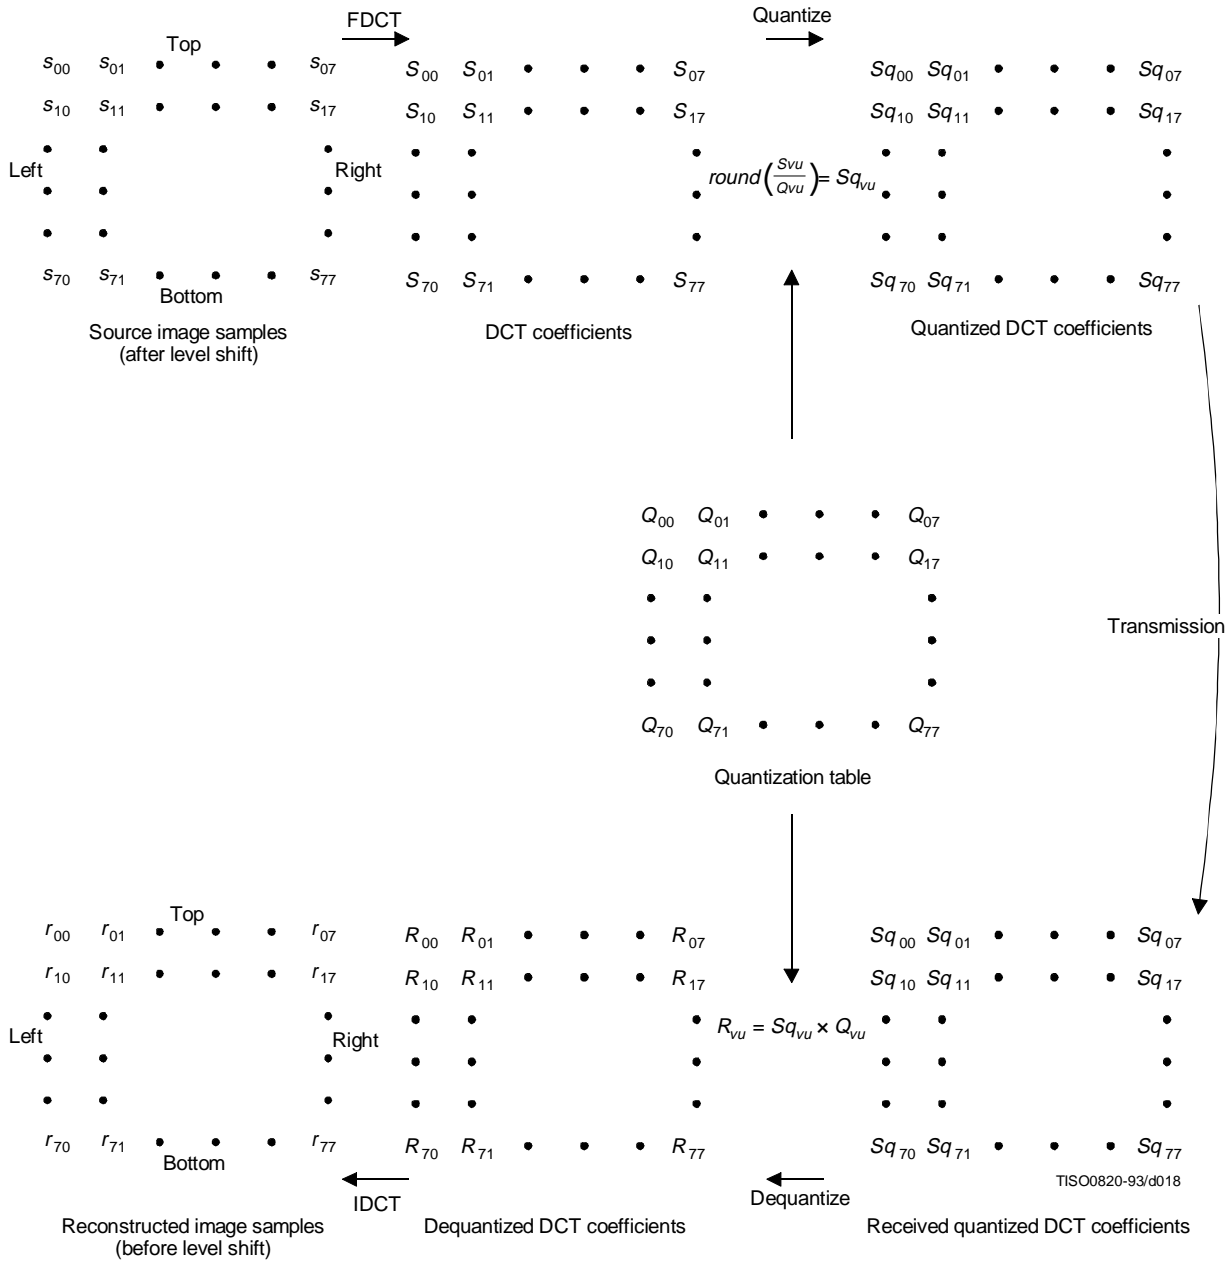 FDCT
Quantize
Top
s00 s01 • • • s07
S00 S01 • • • S07
Sq00 Sq01 • • • Sq07
s10 s11 s17
S10 S11 • • • S17
Sq10 Sq11 • • • Sq17
Left
Right
round(Svu/Qvu)= Sqvu
s70 s71 • • • s77
S70 S71 • • • S77
Sq70 Sq71 • • • Sq77
Bottom
Source image samples
(after level shift)
DCT coefficients
Quantized DCT coefficients
Q00 Q01 • • • Q07
Q10 Q11 • • • Q17
Transmission
Q70 Q71 • • • Q77
Quantization table
Top
r00 r01 • • • r07
R00 R01 • • • R07
Sq00 Sq01 • • • Sq07
r10 r11 • • • r17
R10 R11 • • • R17
Sq10 Sq11 • • • Sq17
Left
Right
Rvu = Sqvu × Qvu
r70 r71 • • • r77
R70 R71 • • • R77
Sq70 Sq71 • • • Sq77
Bottom
TISO0820-93/d018
IDCT
Dequantize
Reconstructed image samples
(before level shift)
Dequantized DCT coefficients
Received quantized DCT coefficients